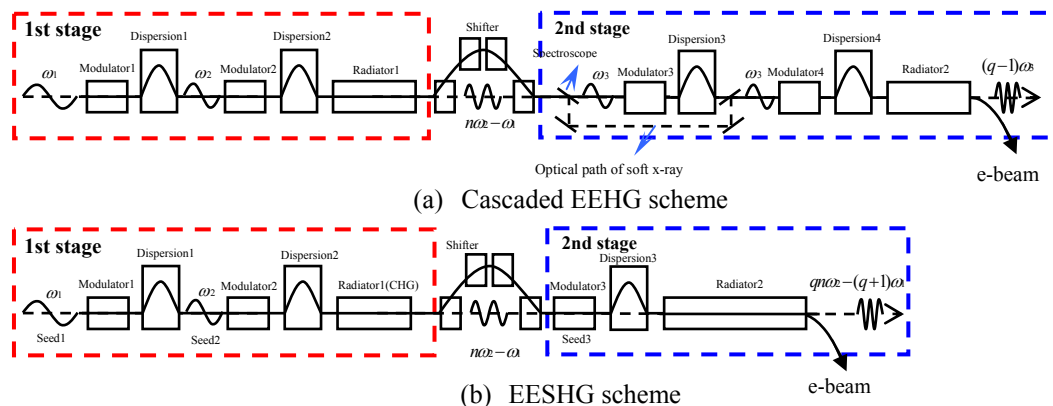 1st stage
2nd stage
Dispersion1
Dispersion2
Shifter
Spectroscope
Dispersion3
Dispersion4
ω₁
Modulator1
ω₂
Modulator2
Radiator1
ω₃
Modulator3
ω₃
Modulator4
Radiator2
(q−1)ω₃
nω₂−ω₁
Optical path of soft x-ray
e-beam
(a) Cascaded EEHG scheme
1st stage
2nd stage
Dispersion1
Dispersion2
Shifter
Dispersion3
ω₁
Modulator1
ω₂
Modulator2
Radiator1(CHG)
Modulator3
Radiator2
qnω₂−(q+1)ω₁
Seed1
Seed2
nω₂−ω₁
Seed3
e-beam
(b) EESHG scheme